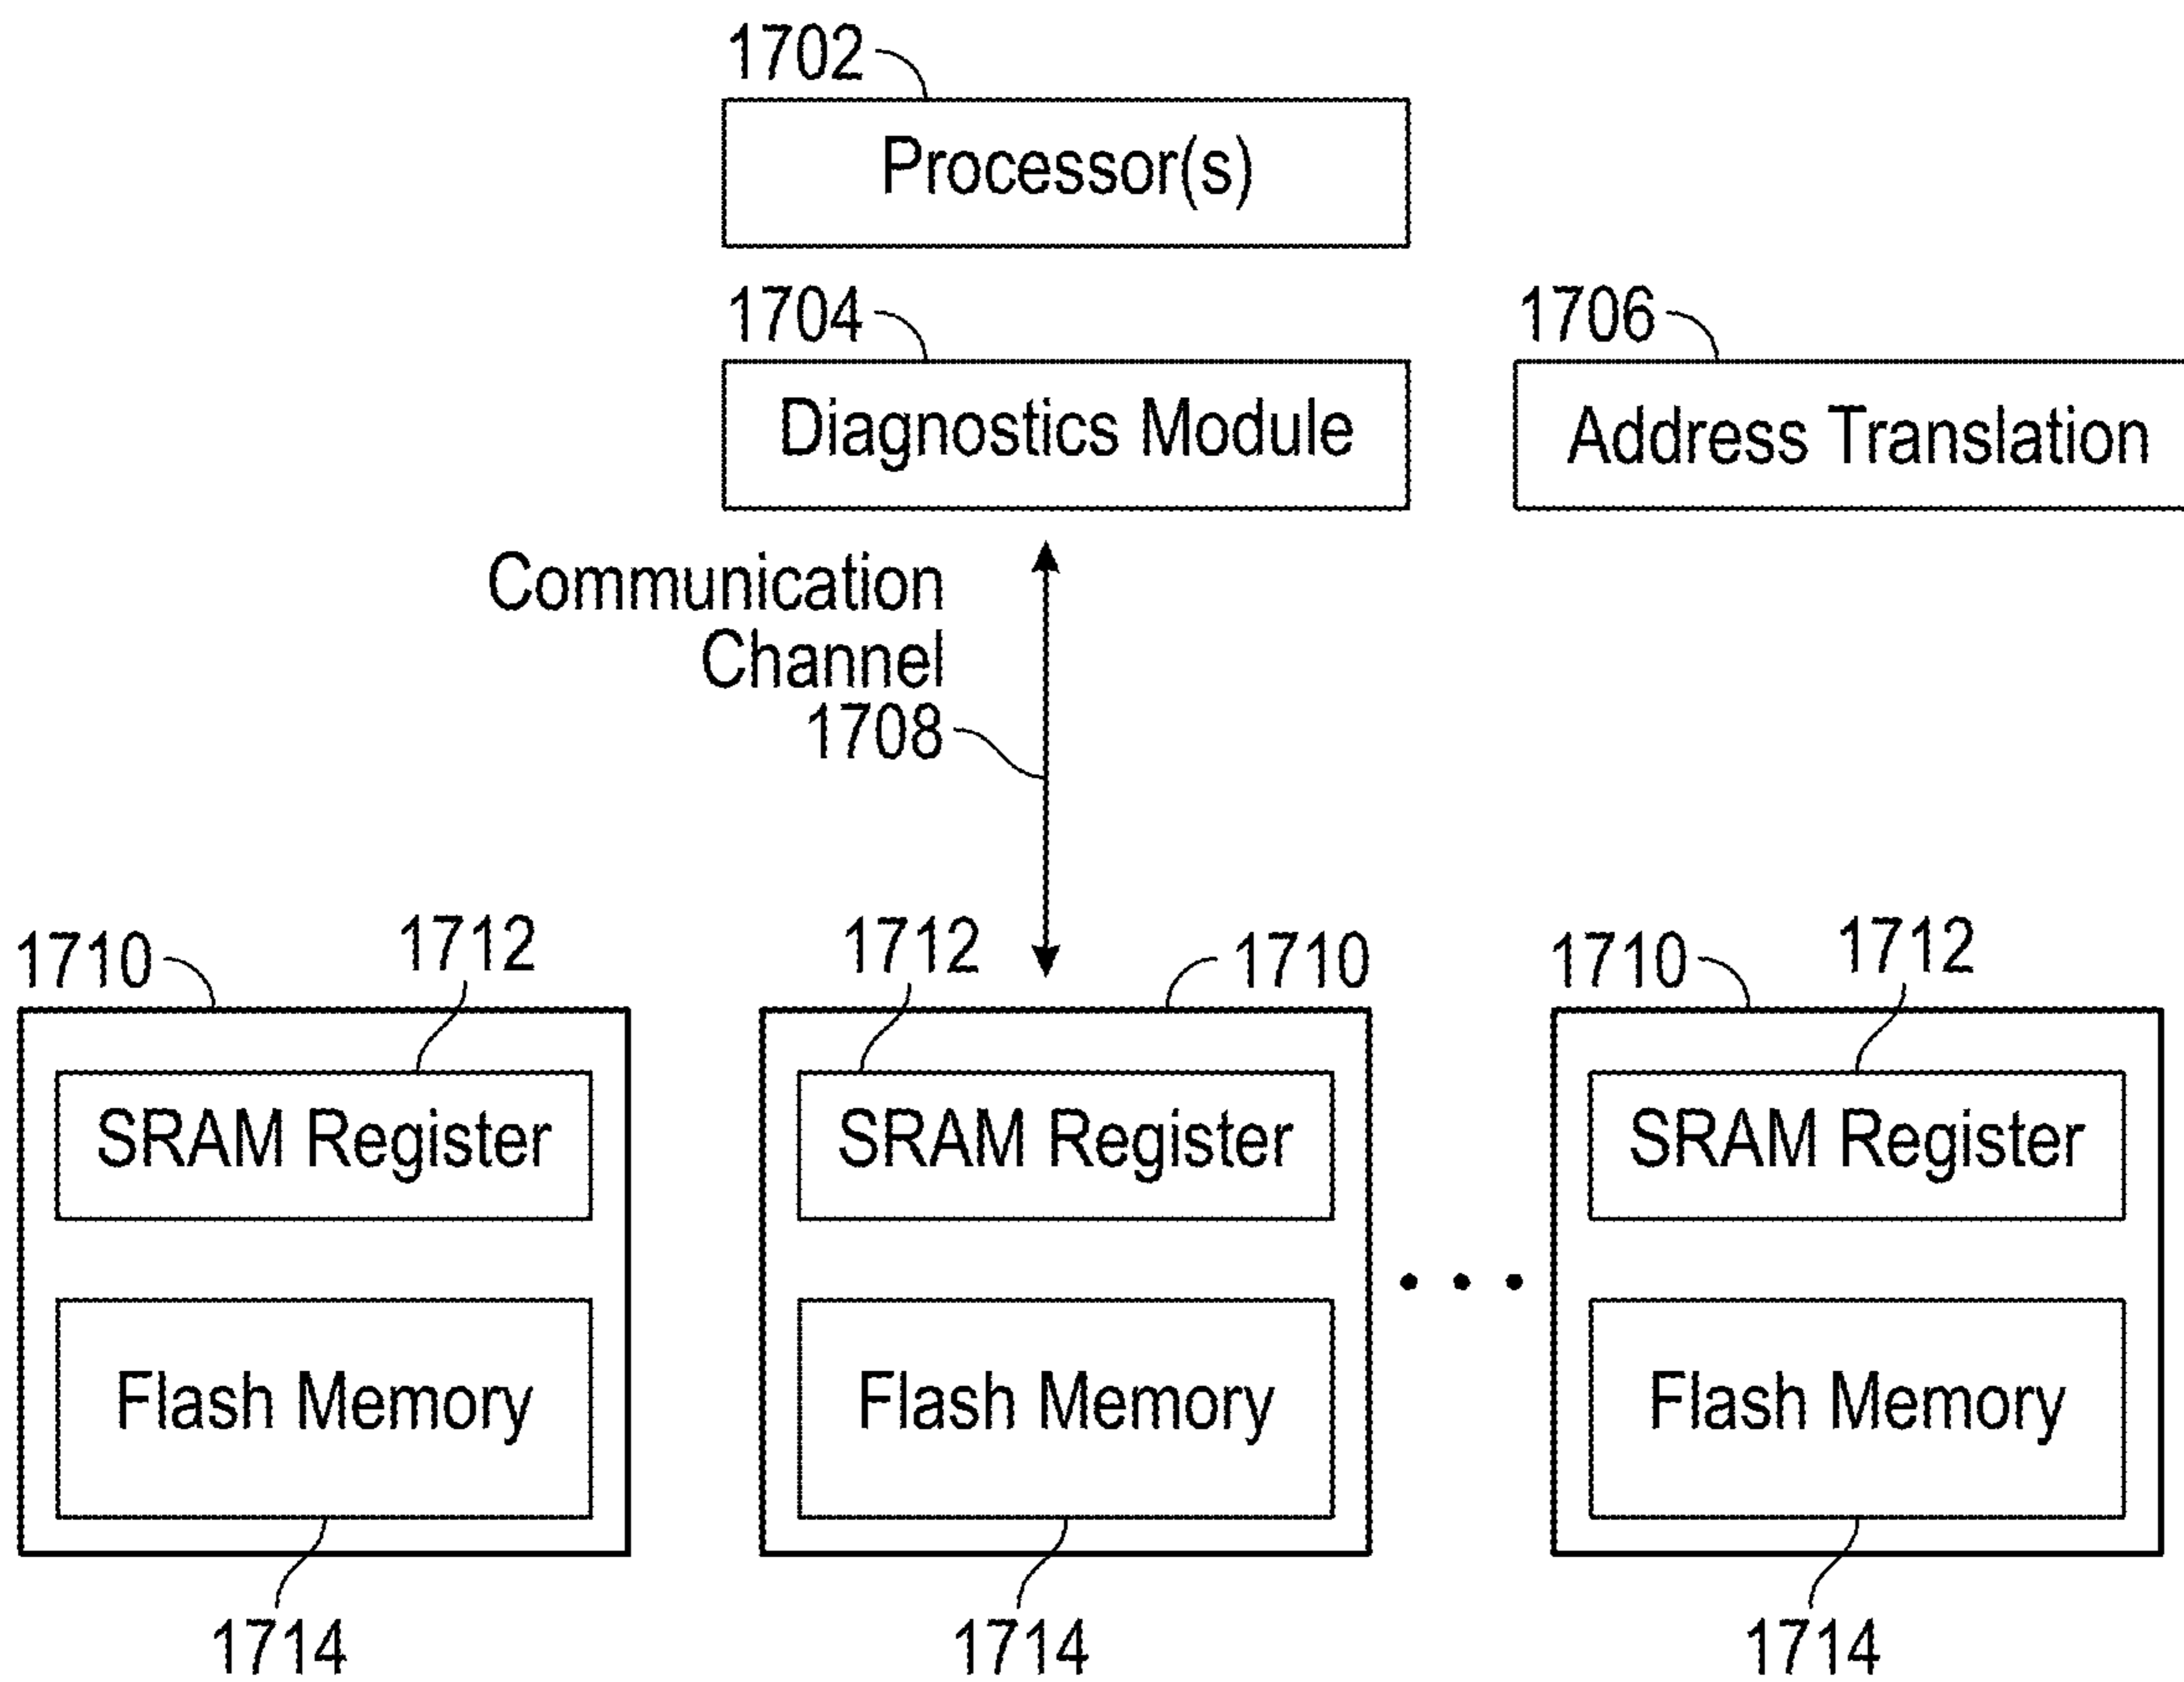 1702
Processor(s)
1704
1706
Diagnostics Module
Address Translation
Communication
Channel
1708
1710
1712
1712
1710
1710
1712
SRAM Register
SRAM Register
SRAM Register
Flash Memory
Flash Memory
Flash Memory
1714
1714
1714